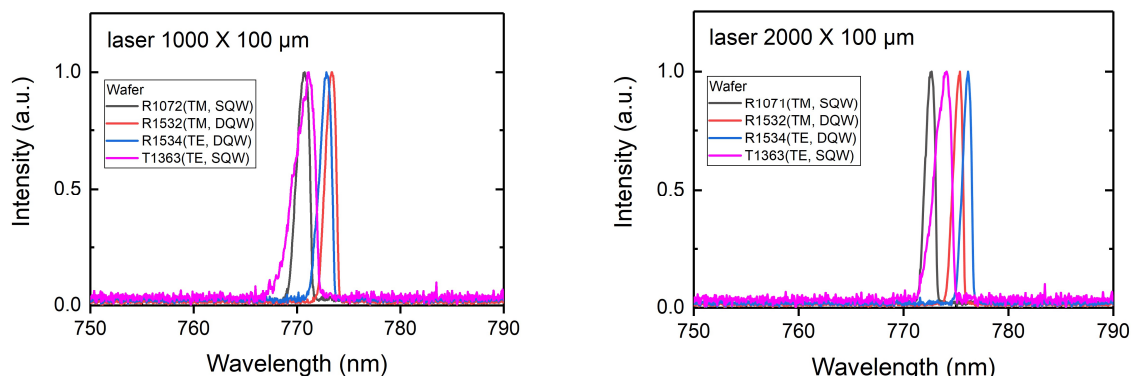 laser 1000 X 100 µm
Intensity (a.u.)
1.0
0.5
0.0
Wafer
R1072(TM, SQW)
R1532(TM, DQW)
R1534(TE, DQW)
T1363(TE, SQW)
750 760 770 780 790
Wavelength (nm)
laser 2000 X 100 µm
Intensity (a.u.)
1.0
0.5
0.0
Wafer
R1071(TM, SQW)
R1532(TM, DQW)
R1534(TE, DQW)
T1363(TE, SQW)
750 760 770 780 790
Wavelength (nm)